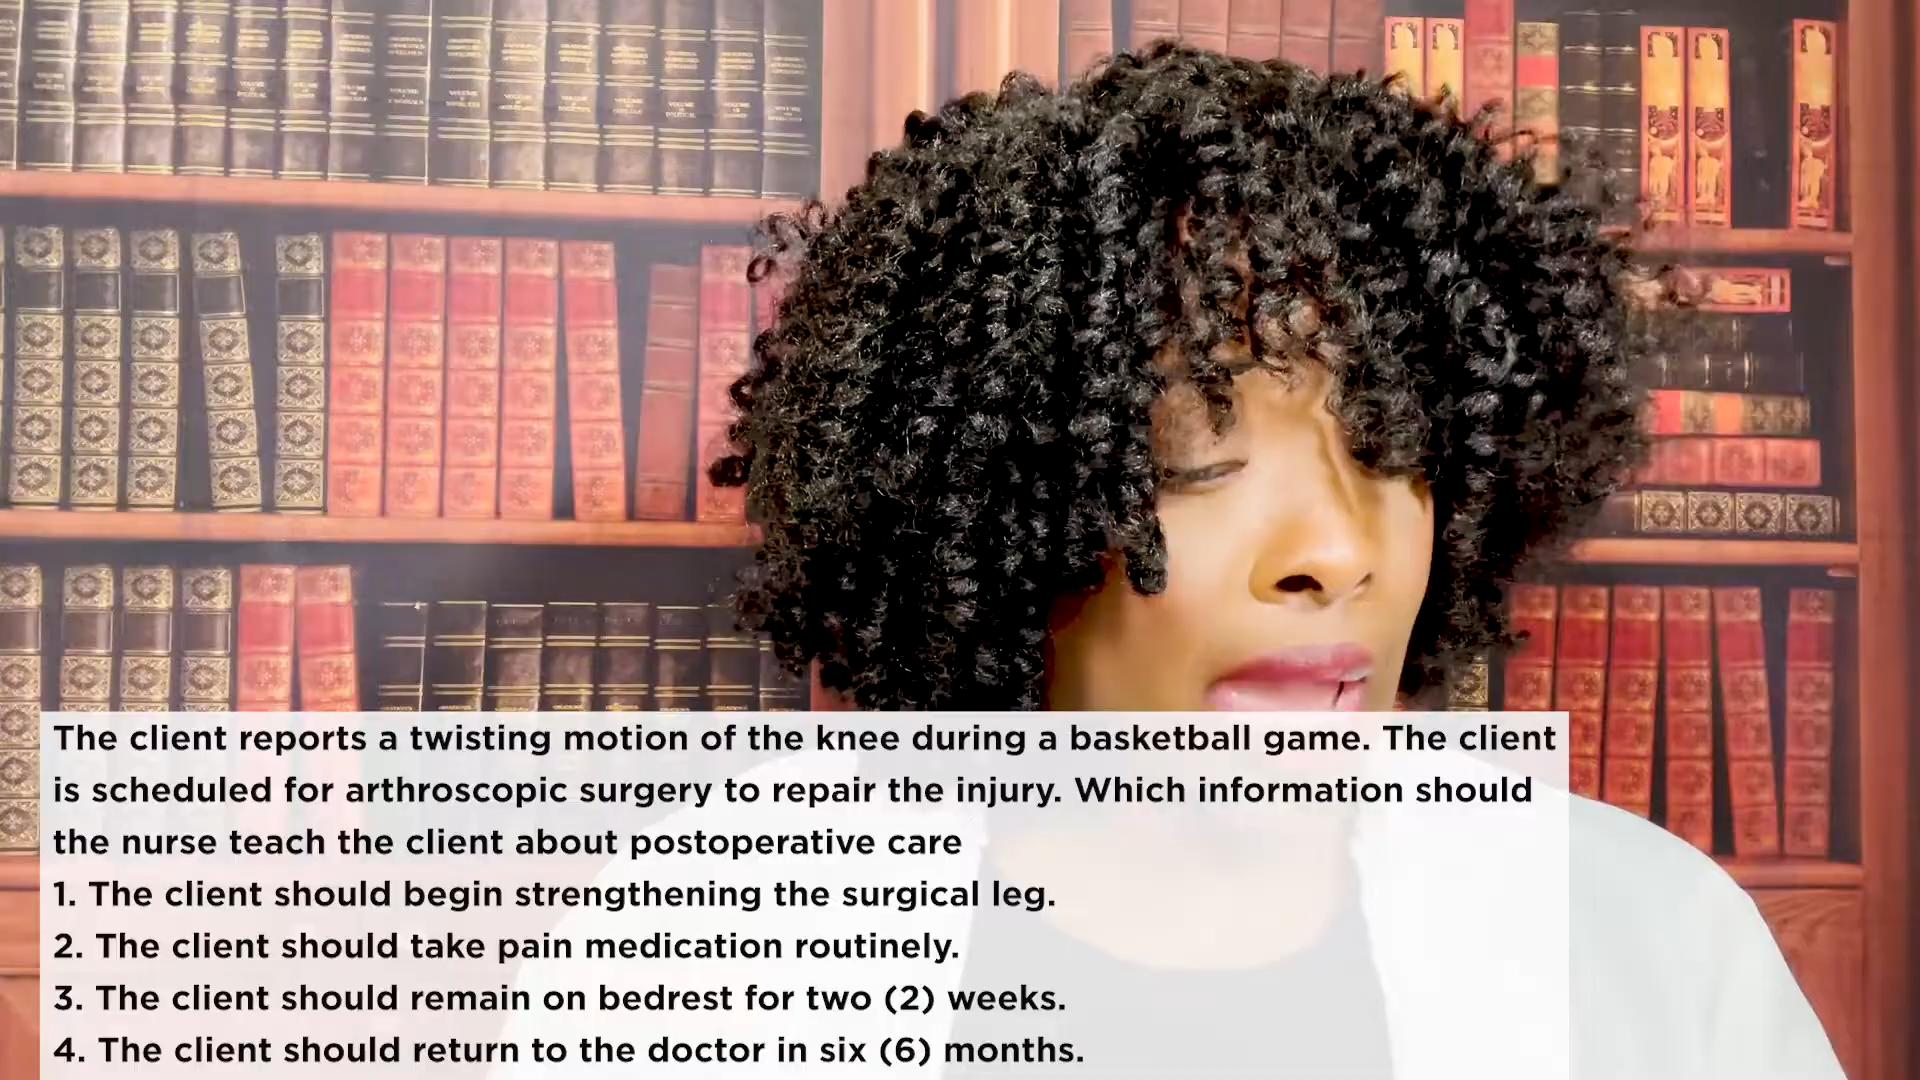 The client reports a twisting motion of the knee during a basketball game. The client
is scheduled for arthroscopic surgery to repair the injury. Which information should
the nurse teach the client about postoperative care
1. The client should begin strengthening the surgical leg.
2. The client should take pain medication routinely.
3. The client should remain on bedrest for two (2) weeks.
4. The client should return to the doctor in six (6) months.